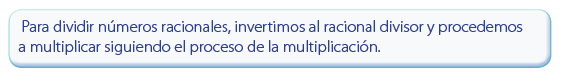 Para dividir números racionales, invertimos al racional divisor y procedemos
a multiplicar siguiendo el proceso de la multiplicación.